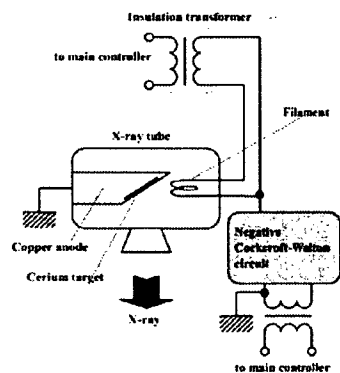 Insulation transformer
to main controller
Filament
X-ray tube
Copper anode
Cerium target
Negative
Cockcroft-Walton
circuit
X-ray
to main controller